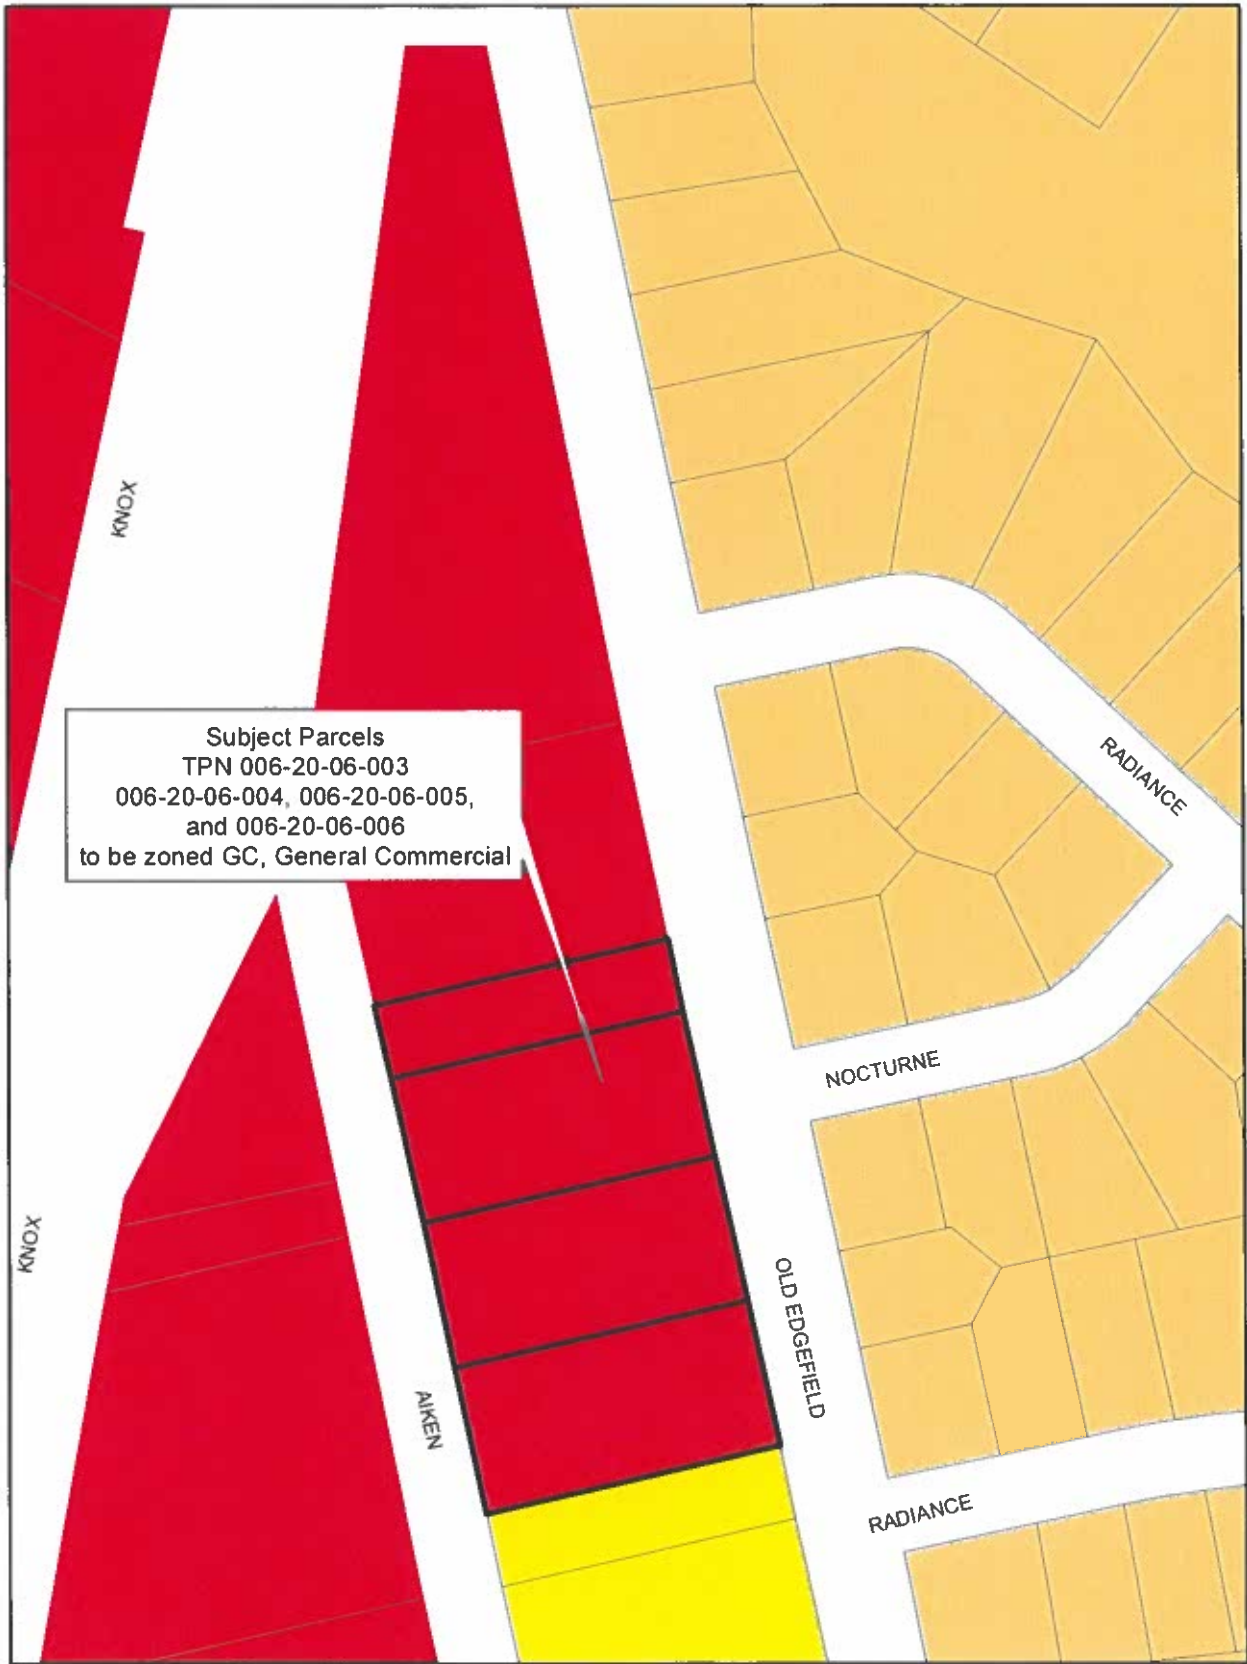 KNOX
Subject Parcels
TPN 006-20-06-003
006-20-06-004, 006-20-06-005,
and 006-20-06-006
to be zoned GC, General Commercial
RADIANCE
NOCTURNE
KNOX
OLD EDGEFIELD
AIKEN
RADIANCE